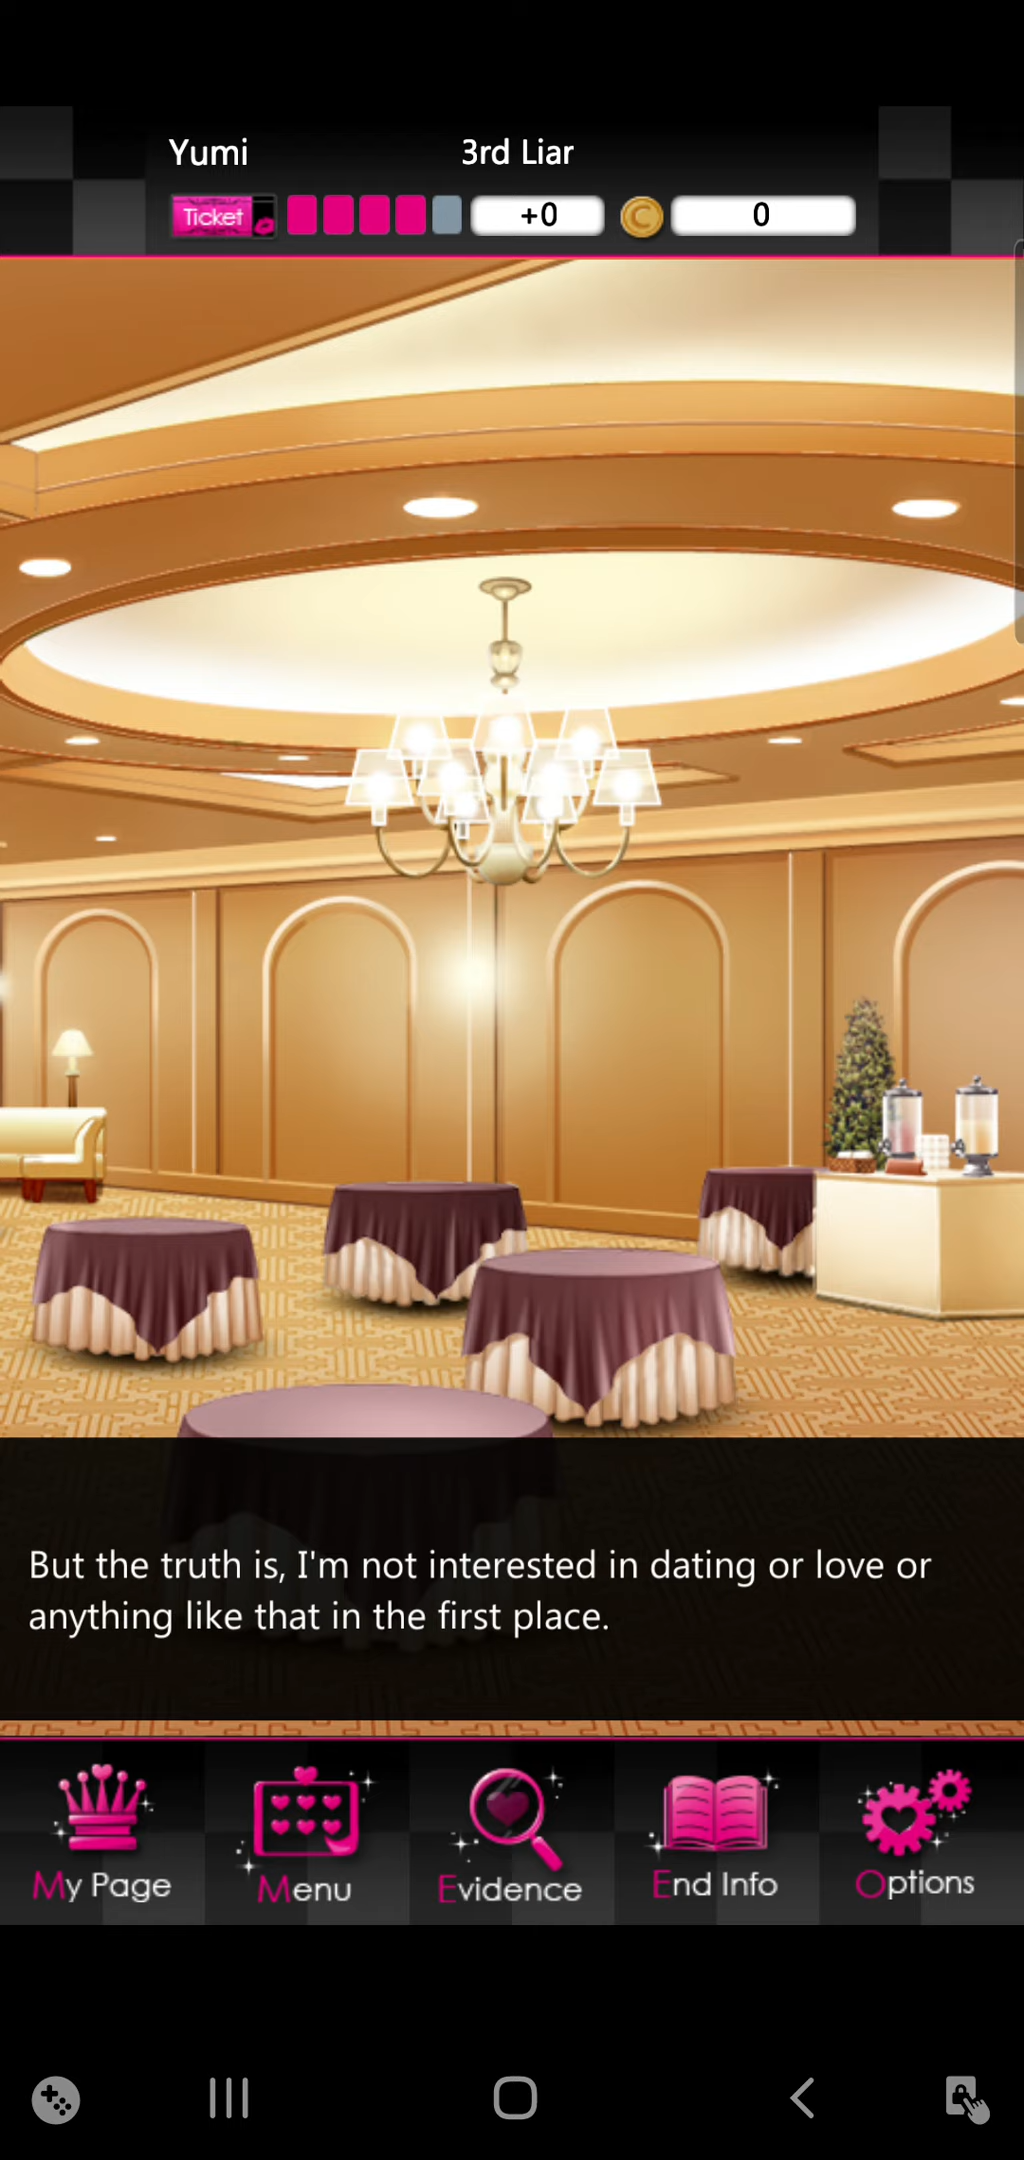 Yumi 3rd Liar
Ticket +0 C 0
But the truth is, I'm not interested in dating or love or
anything like that in the first place.
My Page Menu Evidence End Info Options